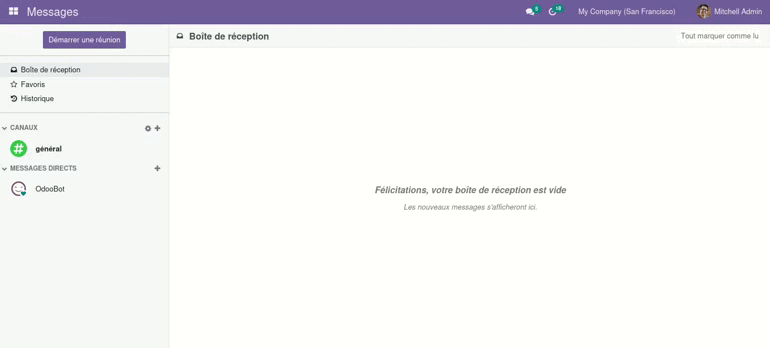 Messages
5
18
My Company (San Francisco)
Mitchell Admin
Démarrer une réunion
Boîte de réception
Tout marquer comme lu
Boîte de réception
Favoris
Historique
CANAUX
général
MESSAGES DIRECTS
OdooBot
Félicitations, votre boîte de réception est vide
Les nouveaux messages s'afficheront ici.